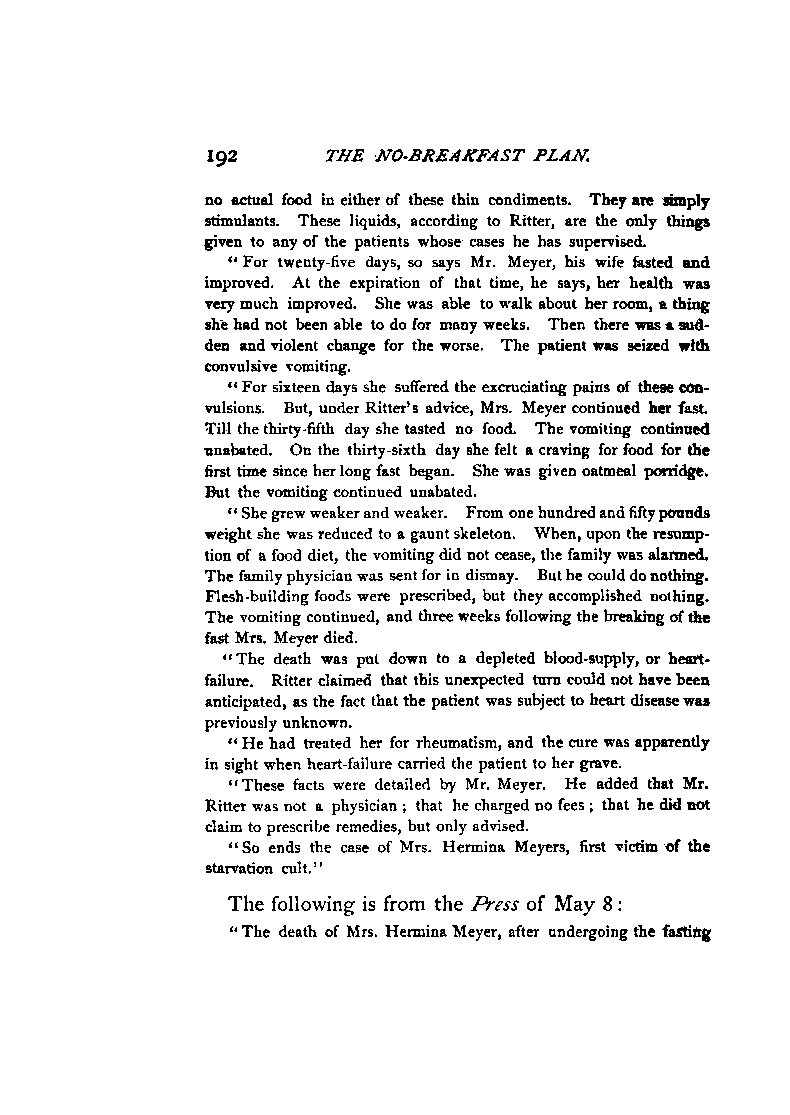 192 THE NO-BREAKFAST PLAN.
no actual food in either of these thin condiments. They are simply
stimulants. These liquids, according to Ritter, are the only things
given to any of the patients whose cases he has supervised.
“ For twenty-five days, so says Mr. Meyer, his wife fasted and
improved. At the expiration of that time, he says, her health was
very much improved. She was able to walk about her room, a thing
she had not been able to do for many weeks. Then there was a sud-
den and violent change for the worse. The patient was seized with
convulsive vomiting.
“ For sixteen days she suffered the excruciating pains of these con-
vulsions. But, under Ritter's advice, Mrs. Meyer continued her fast.
Till the thirty-fifth day she tasted no food. The vomiting continued
unabated. On the thirty-sixth day she felt a craving for food for the
first time since her long fast began. She was given oatmeal porridge.
But the vomiting continued unabated.
“ She grew weaker and weaker. From one hundred and fifty pounds
weight she was reduced to a gaunt skeleton. When, upon the resump-
tion of a food diet, the vomiting did not cease, the family was alarmed.
The family physician was sent for in dismay. But he could do nothing.
Flesh-building foods were prescribed, but they accomplished nothing.
The vomiting continued, and three weeks following the breaking of the
fast Mrs. Meyer died.
“ The death was put down to a depleted blood-supply, or heart-
failure. Ritter claimed that this unexpected turn could not have been
anticipated, as the fact that the patient was subject to heart disease was
previously unknown.
“ He had treated her for rheumatism, and the cure was apparently
in sight when heart-failure carried the patient to her grave.
“ These facts were detailed by Mr. Meyer. He added that Mr.
Ritter was not a physician ; that he charged no fees ; that he did not
claim to prescribe remedies, but only advised.
“ So ends the case of Mrs. Hermina Meyers, first victim of the
starvation cult.”
The following is from the Press of May 8 :
“ The death of Mrs. Hermina Meyer, after undergoing the fasting